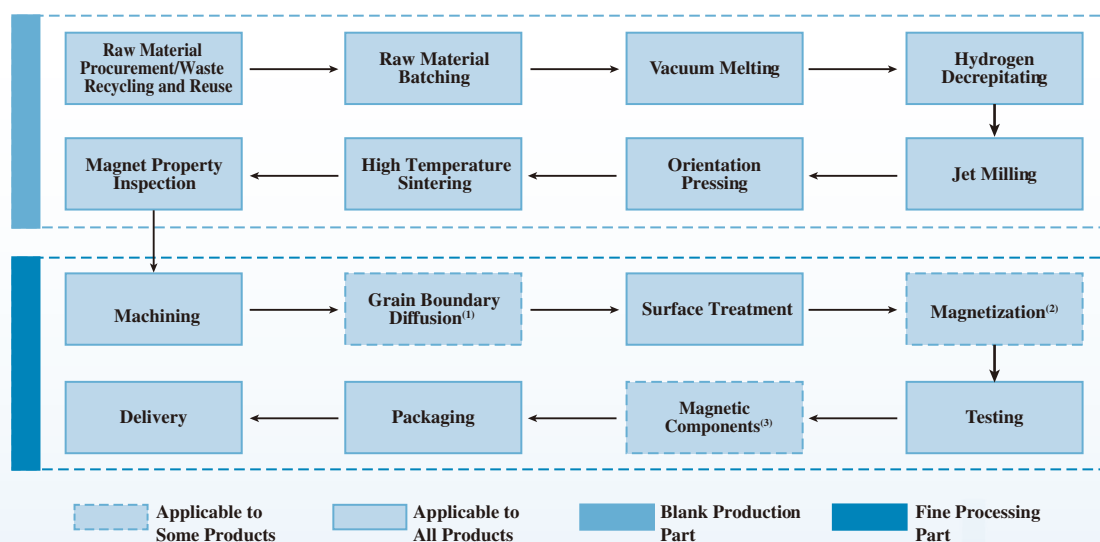 Raw Material
Procurement/Waste
Recycling and Reuse
Raw Material
Batching
Vacuum Melting
Hydrogen
Decrepitating
Magnet Property
Inspection
High Temperature
Sintering
Orientation
Pressing
Jet Milling
Machining
Grain Boundary
Diffusion(1)
Surface Treatment
Magnetization(2)
Delivery
Packaging
Magnetic
Components(3)
Testing
Applicable to
Some Products
Applicable to
All Products
Blank Production
Part
Fine Processing
Part